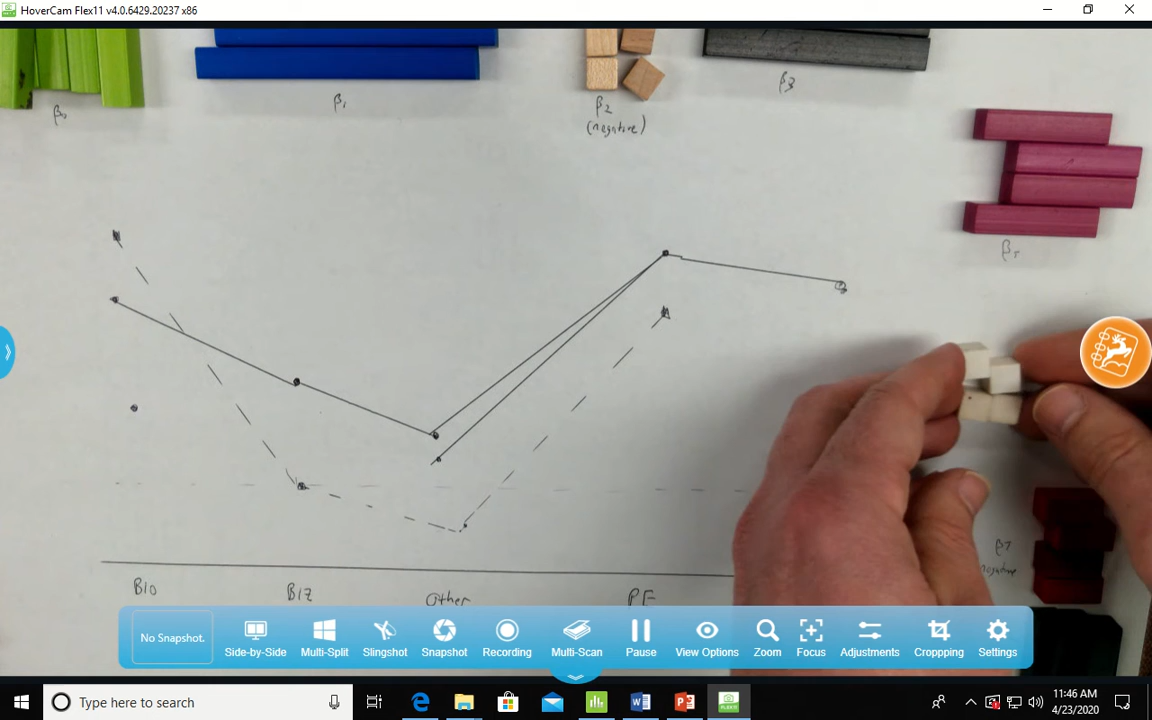 HoverCam Flex11 v4.0.6429.20237 x86
β0
β1
β2
(negative)
β3
β5
β7
negative
B10
B12
Other
PE
No Snapshot.
Side-by-Side
Multi-Split
Slingshot
Snapshot
Recording
Multi-Scan
Pause
View Options
Zoom
Focus
Adjustments
Croppping
Settings
Type here to search
11:46 AM
4/23/2020